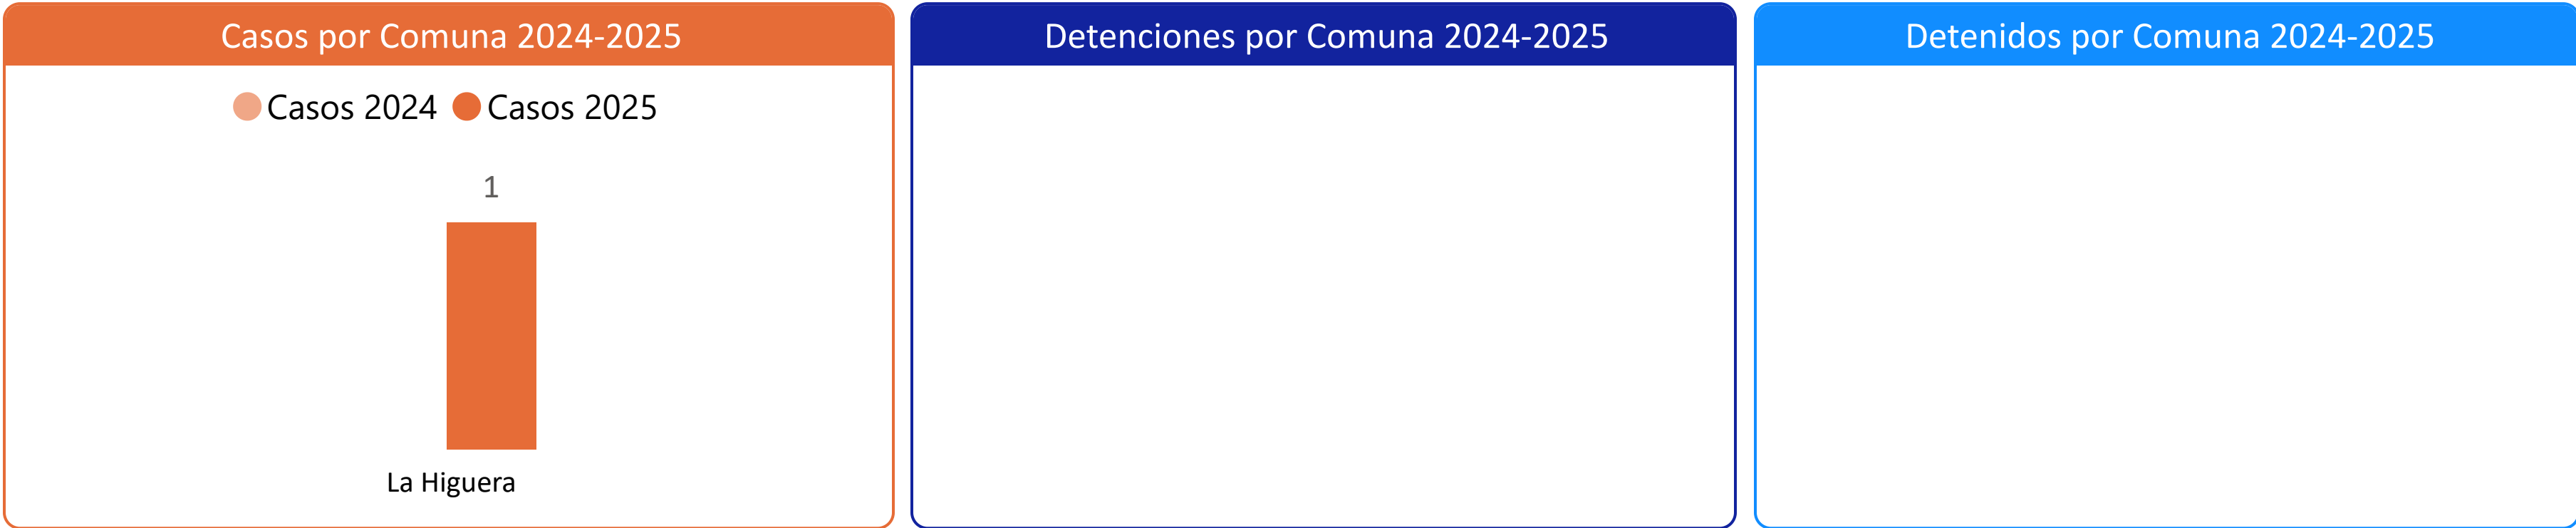 Casos por Comuna 2024-2025
Casos 2024 Casos 2025
1
La Higuera
Detenciones por Comuna 2024-2025
Detenidos por Comuna 2024-2025